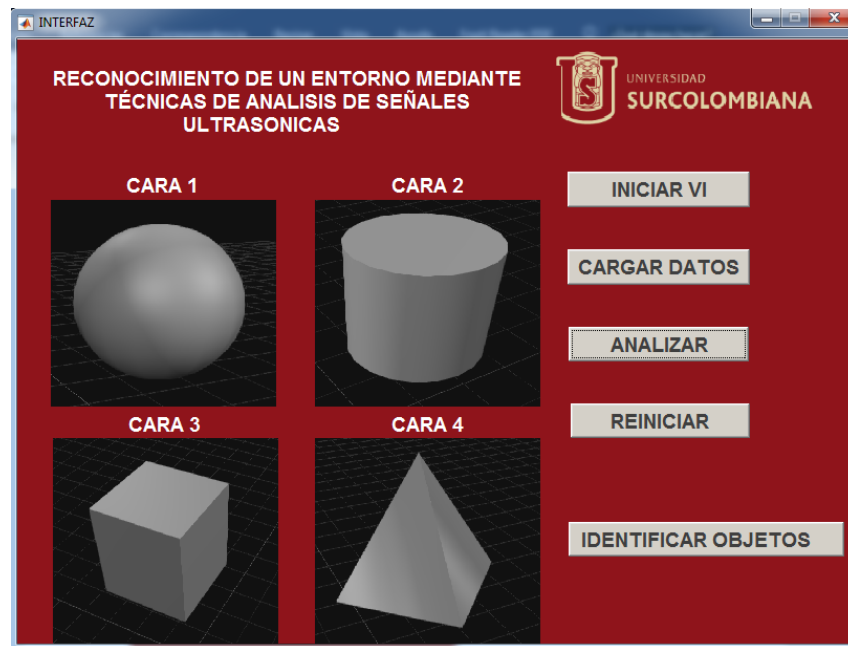 INTERFAZ
RECONOCIMIENTO DE UN ENTORNO MEDIANTE
TÉCNICAS DE ANALISIS DE SEÑALES
ULTRASONICAS
UNIVERSIDAD
SURCOLOMBIANA
CARA 1
CARA 2
INICIAR VI
CARGAR DATOS
ANALIZAR
CARA 3
CARA 4
REINICIAR
IDENTIFICAR OBJETOS